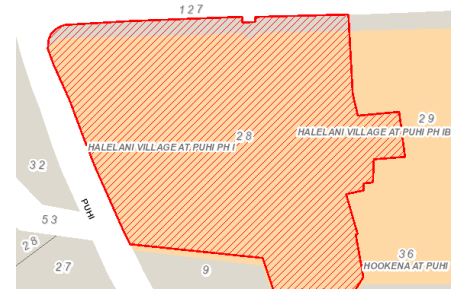 127
29
28
HALELANI VILLAGE AT PUHI PH I
HALELANI VILLAGE AT PUHI PH IB
32
PUHI
53
28
27
9
36
HOOKENA AT PUHI